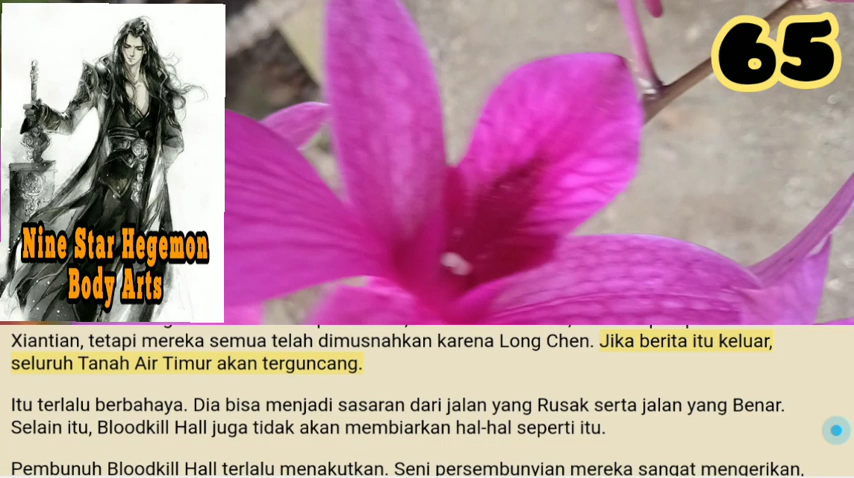 65
Nine Star Hegemon
Body Arts
Xiantian, tetapi mereka semua telah dimusnahkan karena Long Chen. Jika berita itu keluar,
seluruh Tanah Air Timur akan terguncang.
Itu terlalu berbahaya. Dia bisa menjadi sasaran dari jalan yang Rusak serta jalan yang Benar.
Selain itu, Bloodkill Hall juga tidak akan membiarkan hal-hal seperti itu.
Pembunuh Bloodkill Hall terlalu menakutkan. Seni persembunyian mereka sangat mengerikan,